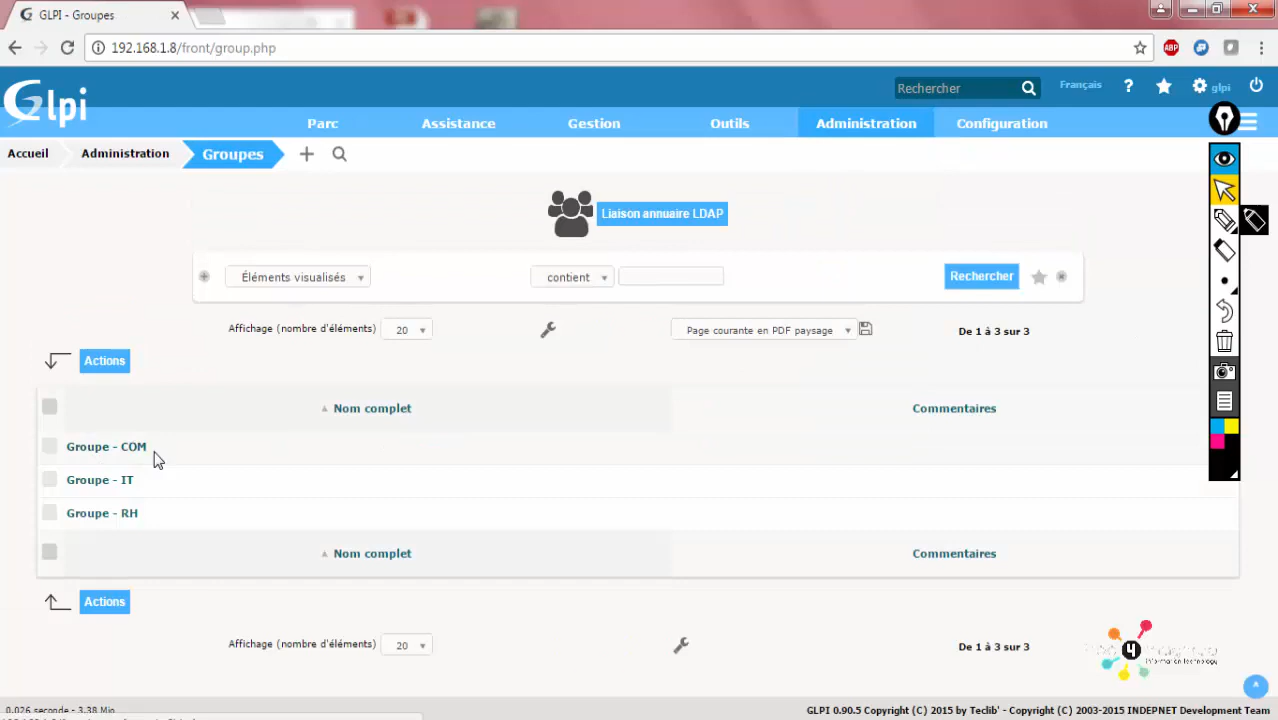 GLPI - Groupes
192.168.1.8/front/group.php
ABP
Glpi
Rechercher
Français ? glpi
Parc Assistance Gestion Outils Administration Configuration
Accueil Administration Groupes
Liaison annuaire LDAP
Éléments visualisés contient Rechercher
Affichage (nombre d'éléments) 20 Page courante en PDF paysage De 1 à 3 sur 3
Actions
Nom complet Commentaires
Groupe - COM
Groupe - IT
Groupe - RH
Nom complet Commentaires
Actions
Affichage (nombre d'éléments) 20 De 1 à 3 sur 3
4
information technology
0.026 seconde - 3.38 Mio
GLPI 0.90.5 Copyright (C) 2015 by Teclib' - Copyright (C) 2003-2015 INDEPNET Development Team